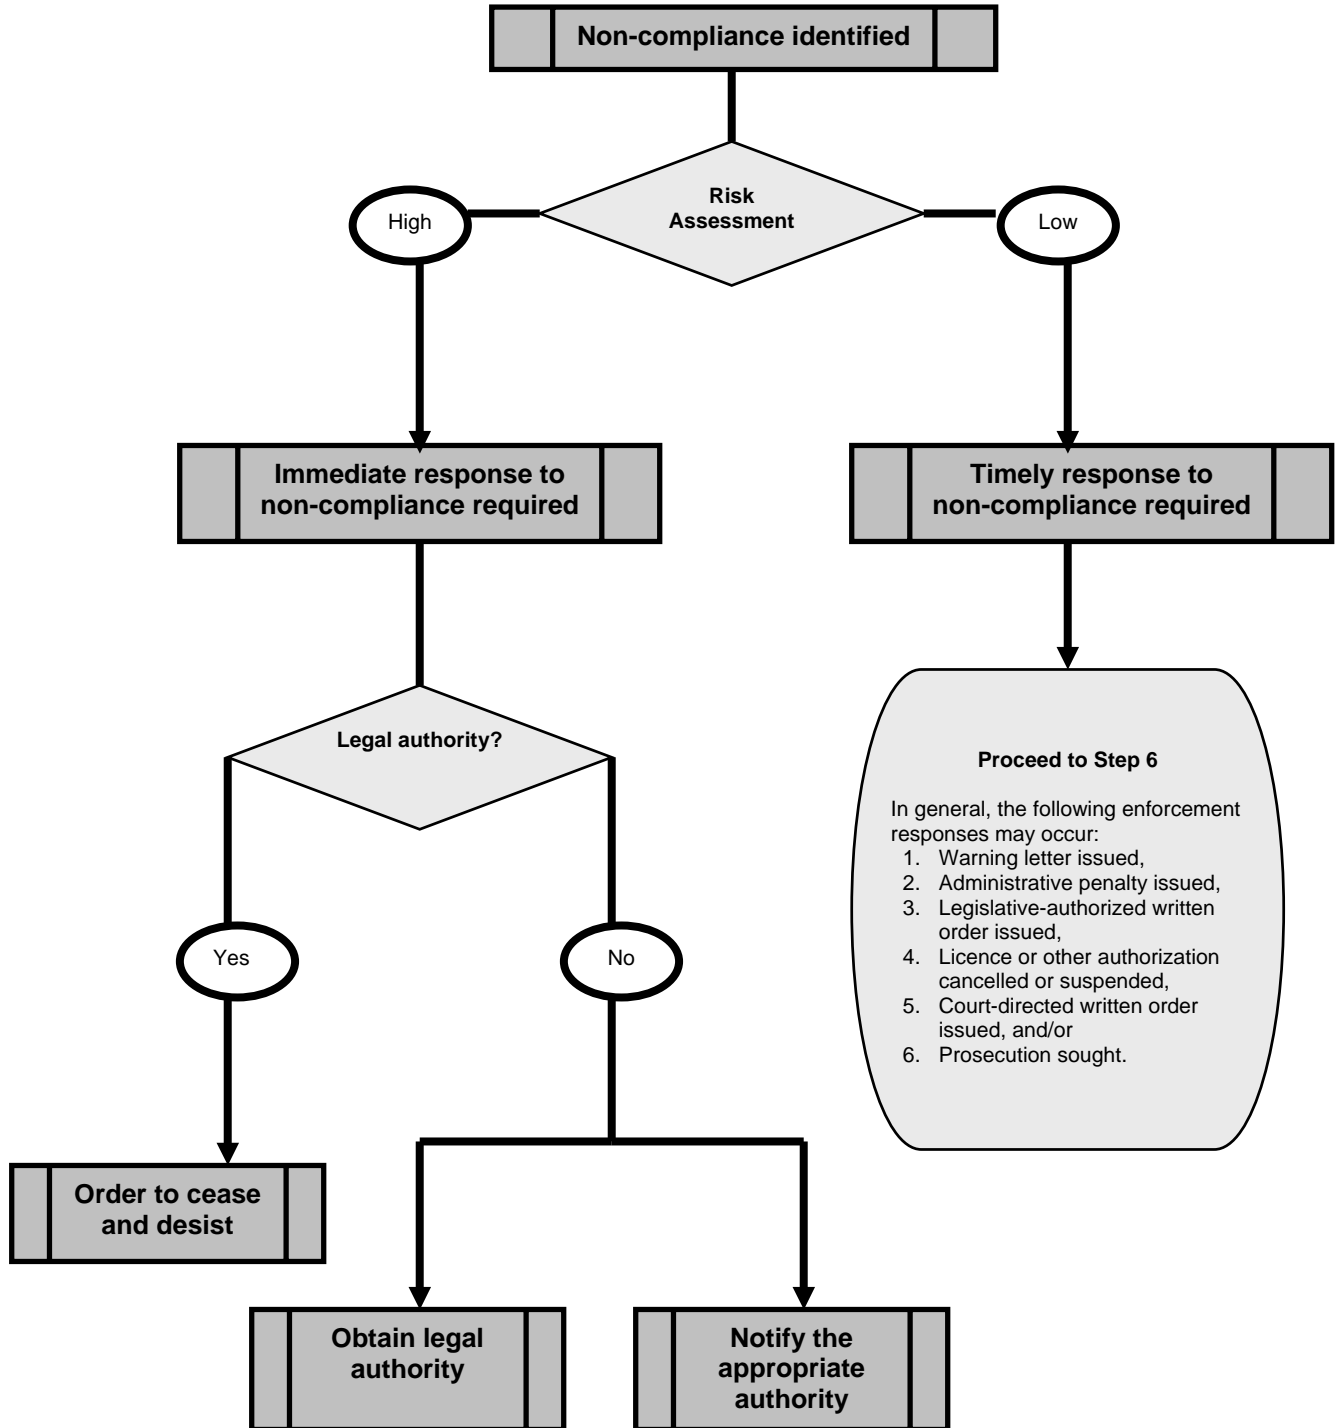 Non-compliance identified
Risk
Assessment
High
Low
Immediate response to
non-compliance required
Timely response to
non-compliance required
Legal authority?
Proceed to Step 6
In general, the following enforcement
responses may occur:
1. Warning letter issued,
2. Administrative penalty issued,
3. Legislative-authorized written
order issued,
4. Licence or other authorization
cancelled or suspended,
5. Court-directed written order
issued, and/or
6. Prosecution sought.
Yes
No
Order to cease
and desist
Obtain legal
authority
Notify the
appropriate
authority